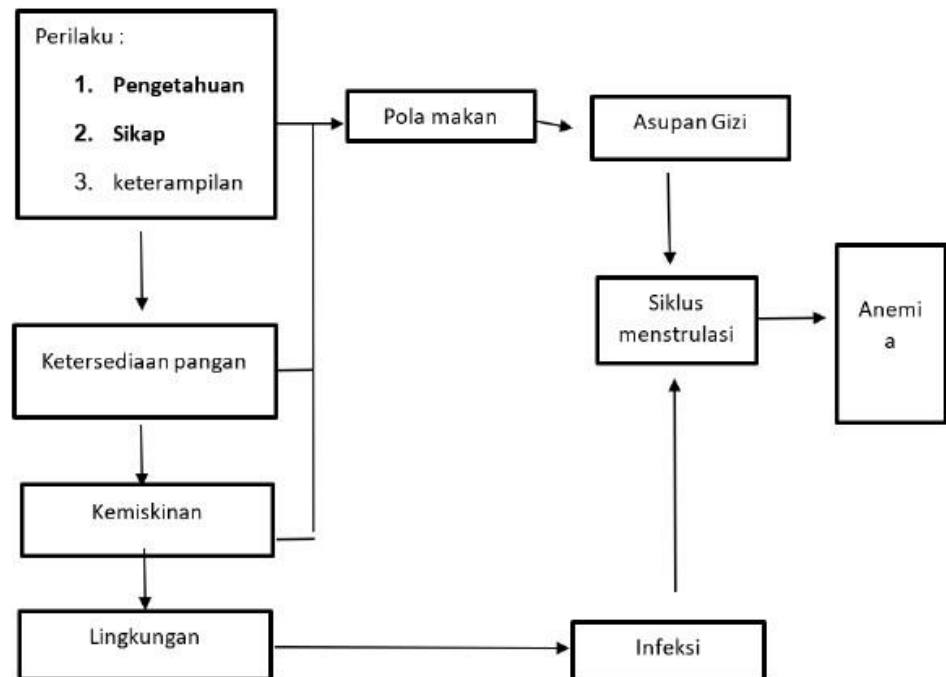 Perilaku :
1. Pengetahuan
2. Sikap
3. keterampilan
Pola makan
Asupan Gizi
Siklus
menstrulasi
Anemi
a
Ketersediaan pangan
Kemiskinan
Lingkungan
Infeksi